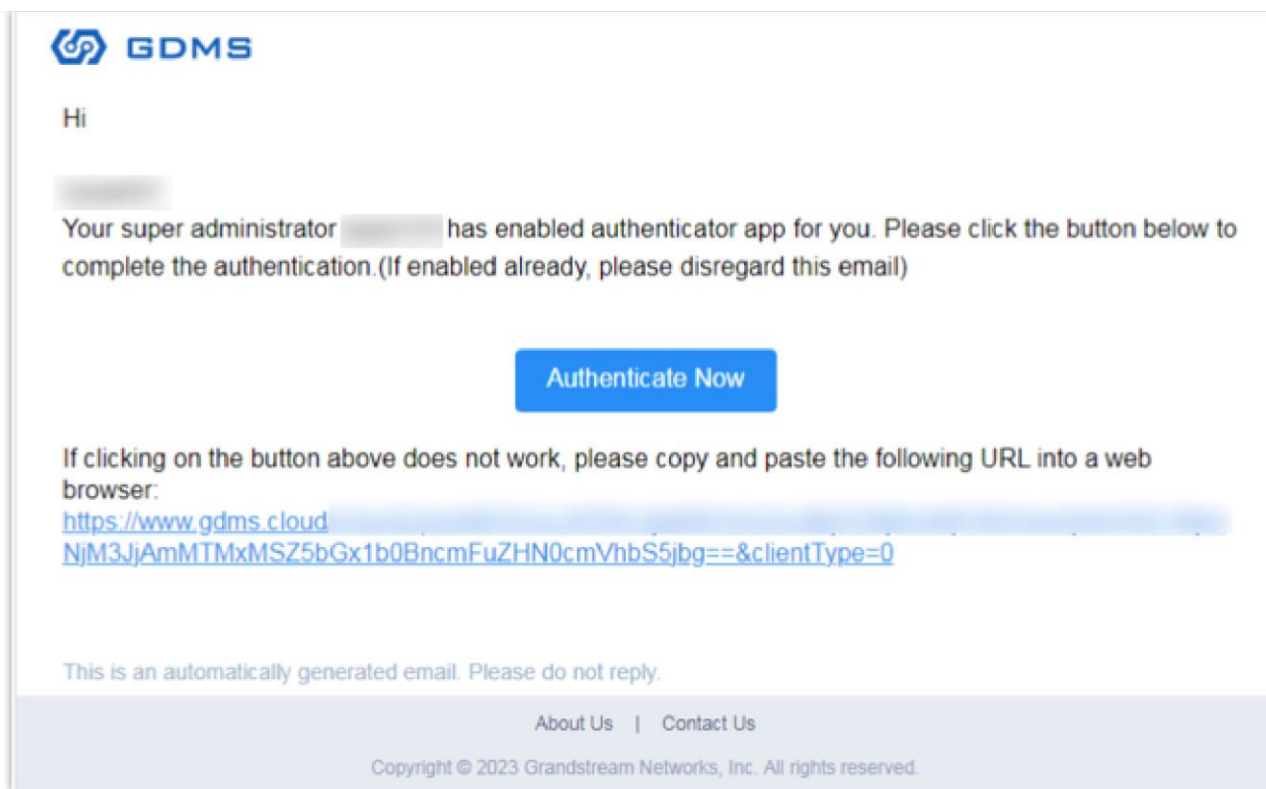 GDMS
Hi
Your super administrator has enabled authenticator app for you. Please click the button below to
complete the authentication.(If enabled already, please disregard this email)
Authenticate Now
If clicking on the button above does not work, please copy and paste the following URL into a web
browser:
https://www.gdms.cloud
NjM3JjAmMTMxMSZ5bGx1b0BncmFuZHN0cmVhbS5jbg==&clientType=0
This is an automatically generated email. Please do not reply.
About Us | Contact Us
Copyright © 2023 Grandstream Networks, Inc. All rights reserved.